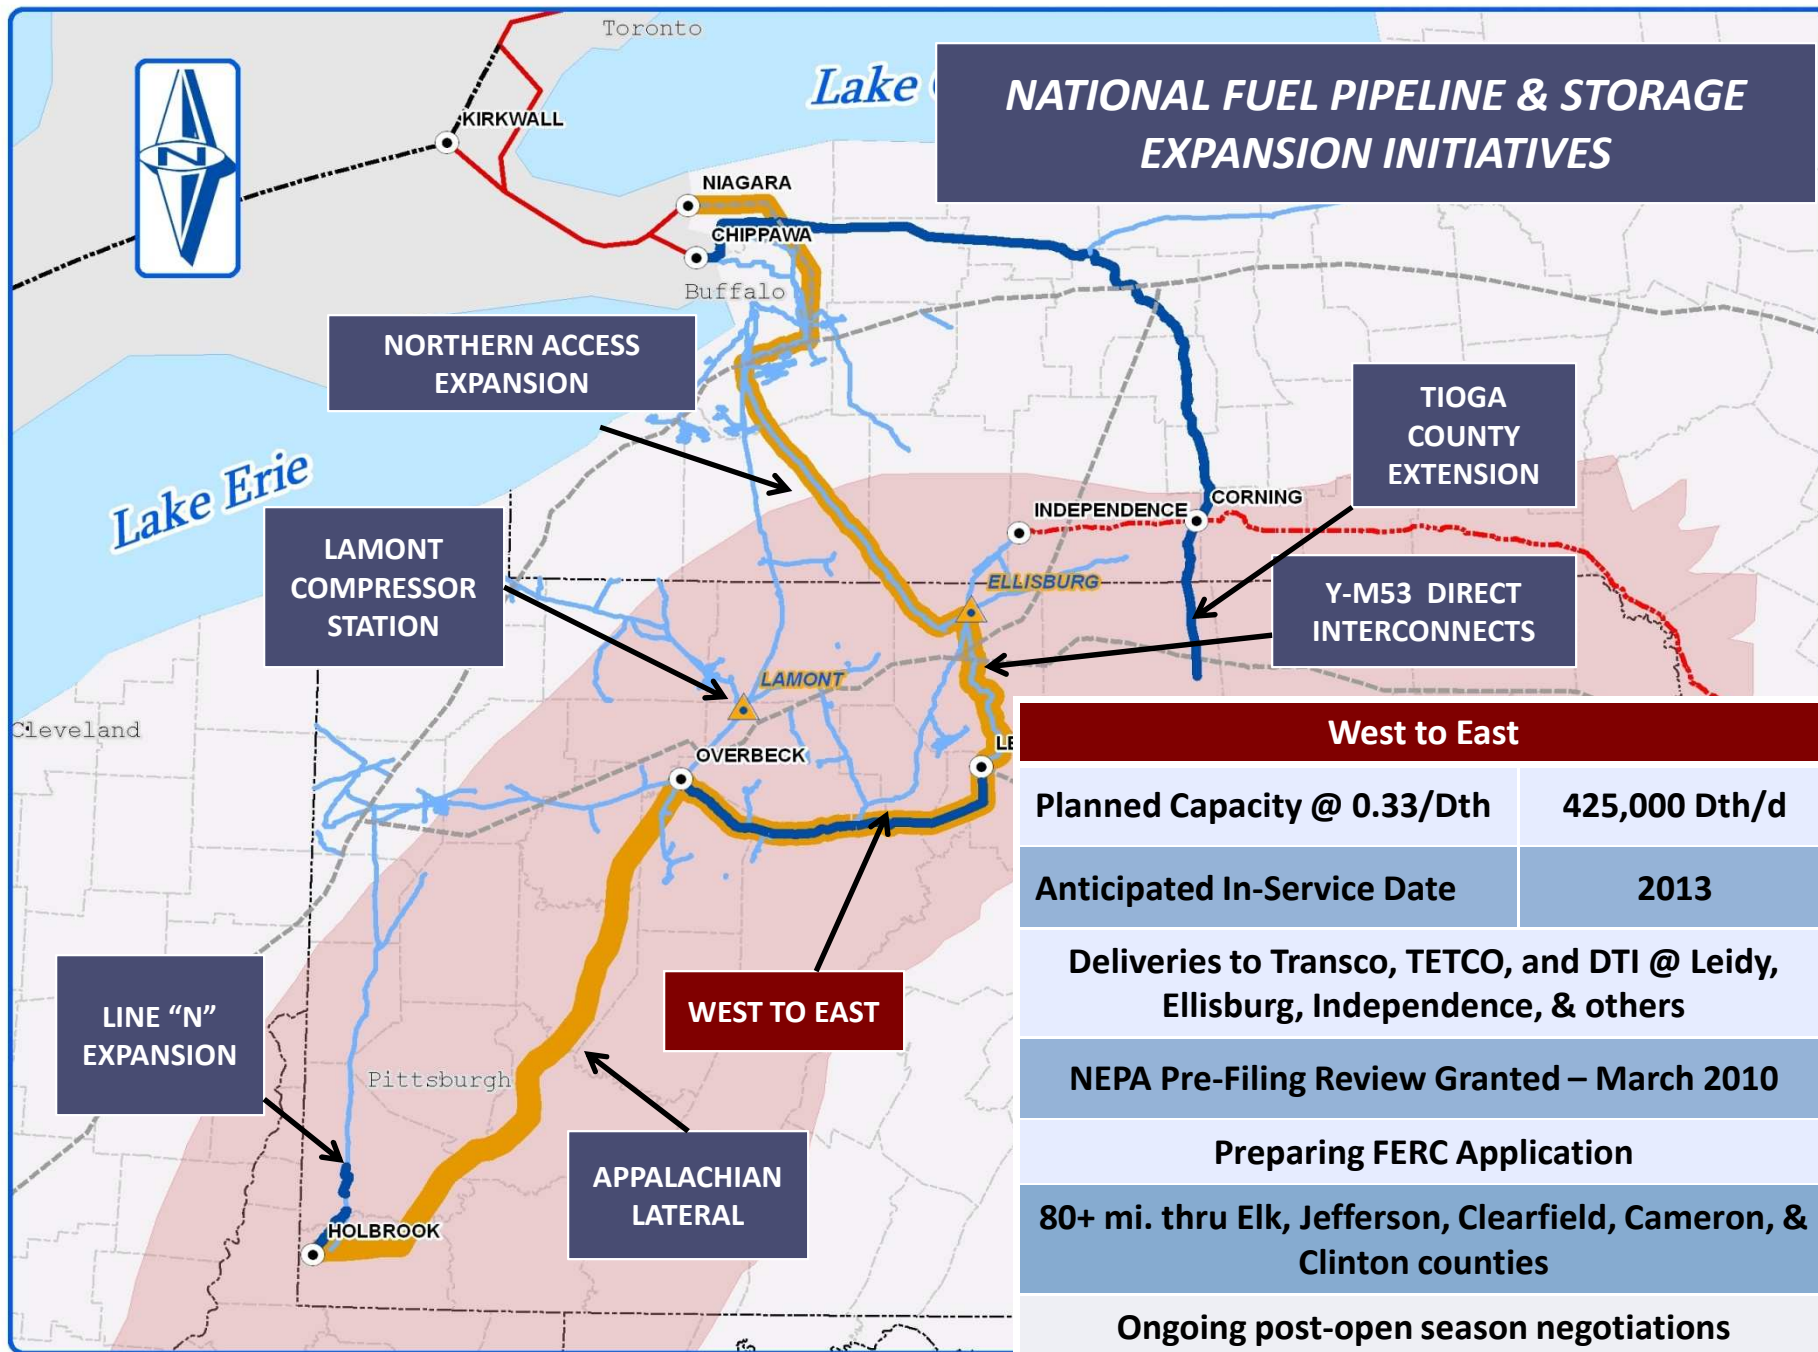 Toronto
Lake
NATIONAL FUEL PIPELINE & STORAGE
EXPANSION INITIATIVES
N
KIRKWALL
NIAGARA
CHIPPAWA
Buffalo
NORTHERN ACCESS
EXPANSION
TIOGA
COUNTY
EXTENSION
Lake Erie
CORNING
INDEPENDENCE
LAMONT
COMPRESSOR
STATION
ELLISBURG
Y-M53 DIRECT
INTERCONNECTS
LAMONT
Cleveland
OVERBECK
West to East
Planned Capacity @ 0.33/Dth
425,000 Dth/d
Anticipated In-Service Date
2013
Deliveries to Transco, TETCO, and DTI @ Leidy,
Ellisburg, Independence, & others
NEPA Pre-Filing Review Granted – March 2010
Preparing FERC Application
80+ mi. thru Elk, Jefferson, Clearfield, Cameron, &
Clinton counties
Ongoing post-open season negotiations
LINE “N”
EXPANSION
WEST TO EAST
Pittsburgh
APPALACHIAN
LATERAL
HOLBROOK